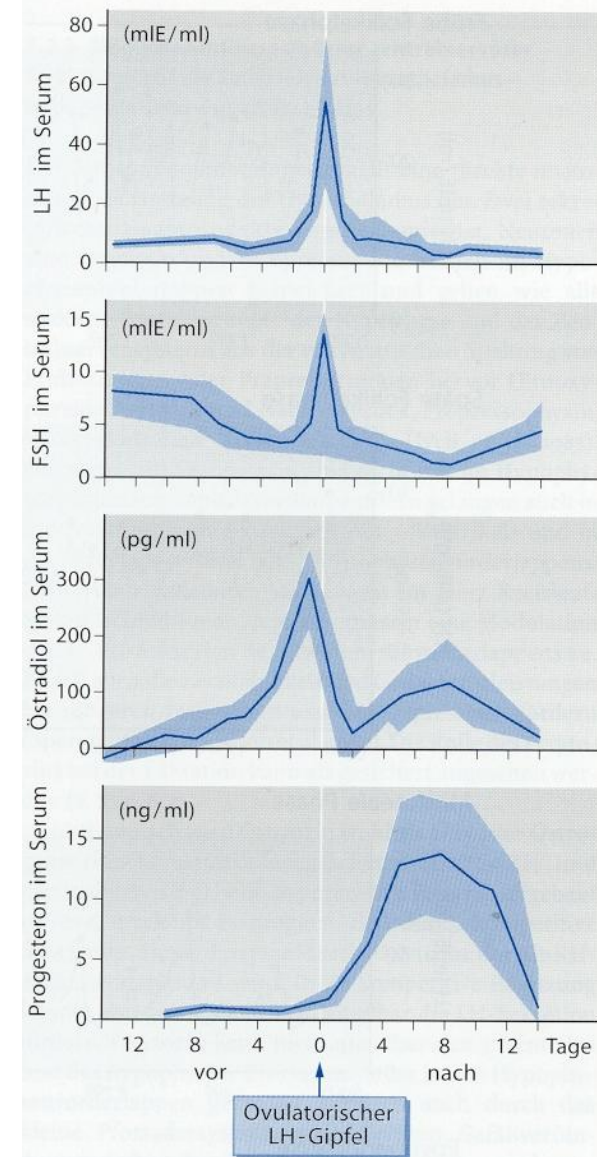 LH im Serum
(mIE/ml)
80
60
40
20
0
FSH im Serum
(mIE/ml)
15
10
5
0
Östradiol im Serum
(pg/ml)
300
200
100
0
Progesteron im Serum
(ng/ml)
15
10
5
0
12 8 4 0 4 8 12 Tage
vor nach
Ovulatorischer
LH-Gipfel